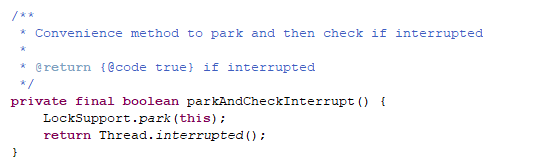 /**
 * Convenience method to park and then check if interrupted
 *
 * @return {@code true} if interrupted
 */
private final boolean parkAndCheckInterrupt() {
    LockSupport.park(this);
    return Thread.interrupted();
}